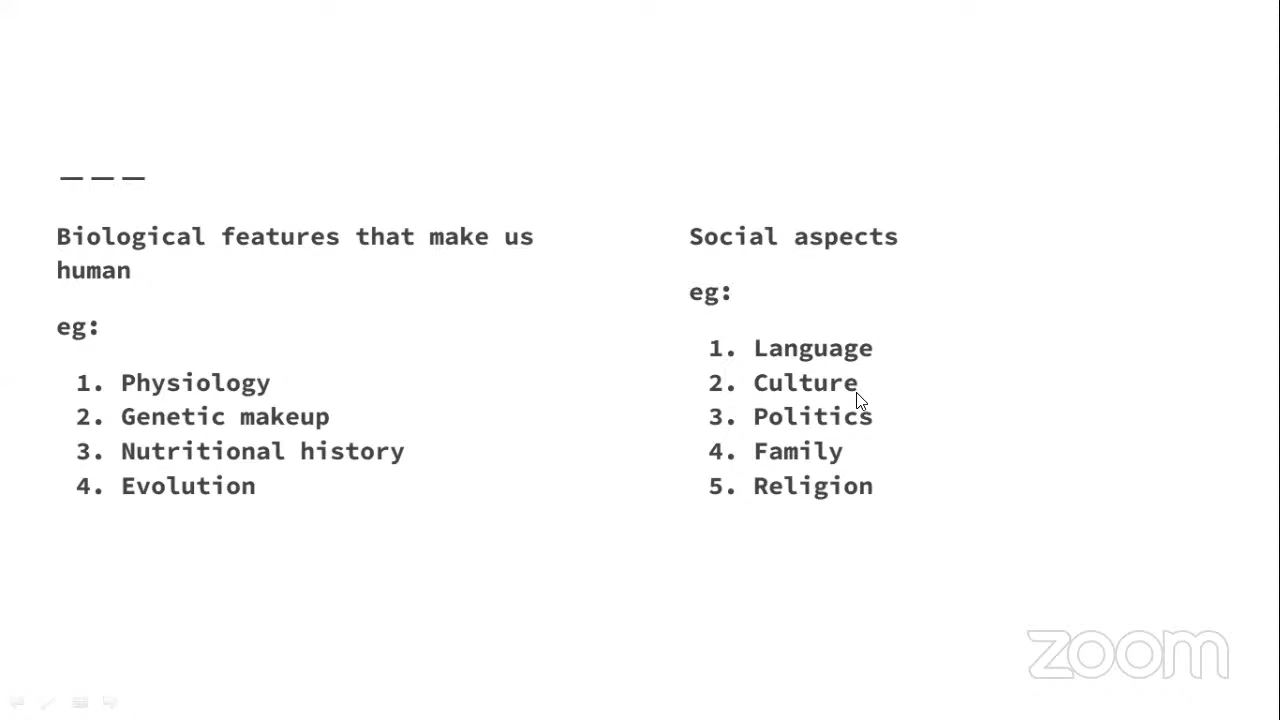 Biological features that make us
human
eg:
1. Physiology
2. Genetic makeup
3. Nutritional history
4. Evolution
Social aspects
eg:
1. Language
2. Culture
3. Politics
4. Family
5. Religion
zoom